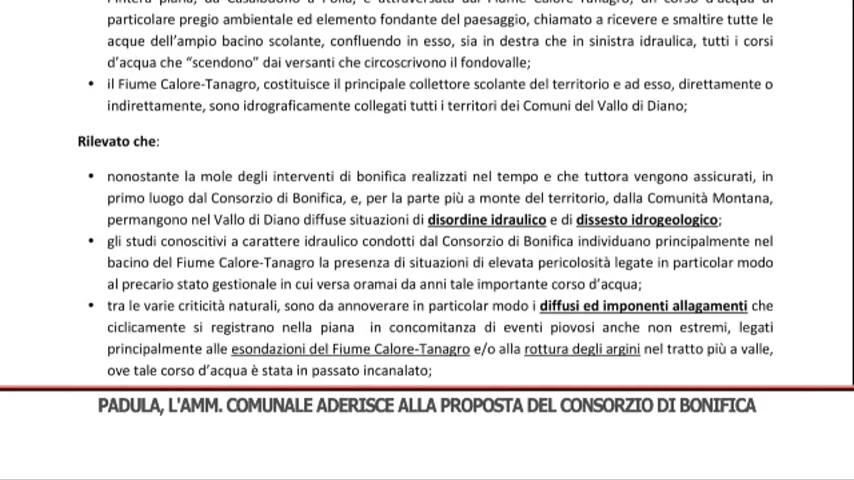 particolare pregio ambientale ed elemento fondante del paesaggio, chiamato a ricevere e smaltire tutte le
acque dell'ampio bacino scolante, confluendo in esso, sia in destra che in sinistra idraulica, tutti i corsi
d'acqua che "scendono" dai versanti che circoscrivono il fondovalle;
• il Fiume Calore-Tanagro, costituisce il principale collettore scolante del territorio e ad esso, direttamente o
indirettamente, sono idrograficamente collegati tutti i territori dei Comuni del Vallo di Diano;
Rilevato che:
• nonostante la mole degli interventi di bonifica realizzati nel tempo e che tuttora vengono assicurati, in
primo luogo dal Consorzio di Bonifica, e, per la parte più a monte del territorio, dalla Comunità Montana,
permangono nel Vallo di Diano diffuse situazioni di disordine idraulico e di dissesto idrogeologico;
• gli studi conoscitivi a carattere idraulico condotti dal Consorzio di Bonifica individuano principalmente nel
bacino del Fiume Calore-Tanagro la presenza di situazioni di elevata pericolosità legate in particolar modo
al precario stato gestionale in cui versa oramai da anni tale importante corso d'acqua;
• tra le varie criticità naturali, sono da annoverare in particolar modo i diffusi ed imponenti allagamenti che
ciclicamente si registrano nella piana in concomitanza di eventi piovosi anche non estremi, legati
principalmente alle esondazioni del Fiume Calore-Tanagro e/o alla rottura degli argini nel tratto più a valle,
ove tale corso d'acqua è stata in passato incanalato;
PADULA, L'AMM. COMUNALE ADERISCE ALLA PROPOSTA DEL CONSORZIO DI BONIFICA